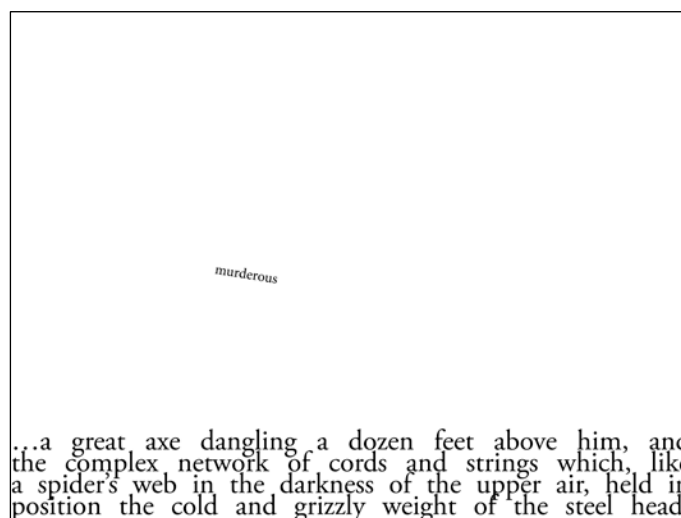 murderous
…a great axe dangling a dozen feet above him, and
the complex network of cords and strings which, like
a spider's web in the darkness of the upper air, held in
position the cold and grizzly weight of the steel head